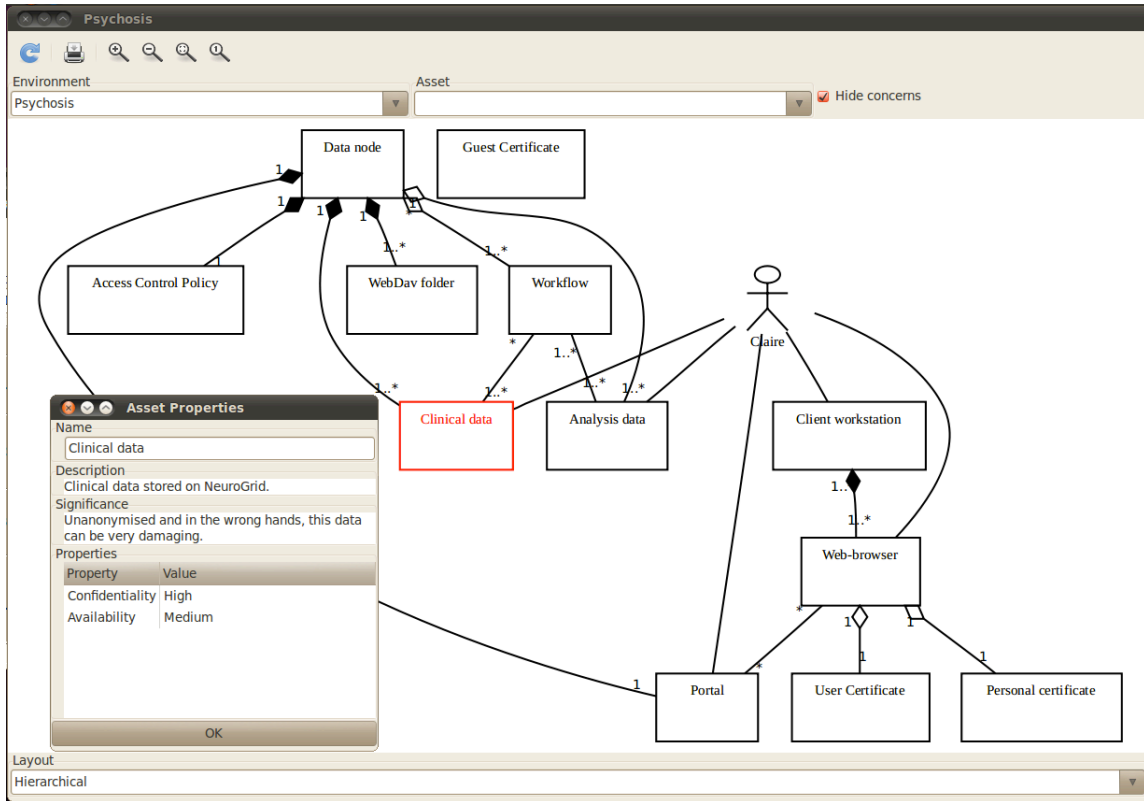 Psychosis
Environment
Asset
Psychosis
Hide concerns
Data node
Guest Certificate
1
1
1
1
1
*
1
1..*
1..*
Access Control Policy
WebDav folder
Workflow
*
1..*
Claire
1..*
1..*
1..*
1..*
Clinical data
Analysis data
Client workstation
Asset Properties
Name
Clinical data
Description
Clinical data stored on NeuroGrid.
Significance
Unanonymised and in the wrong hands, this data
can be very damaging.
Properties
Property Value
Confidentiality High
Availability Medium
OK
1..
1..*
Web-browser
*
1
1
*
1
1
1
Portal
User Certificate
Personal certificate
Layout
Hierarchical